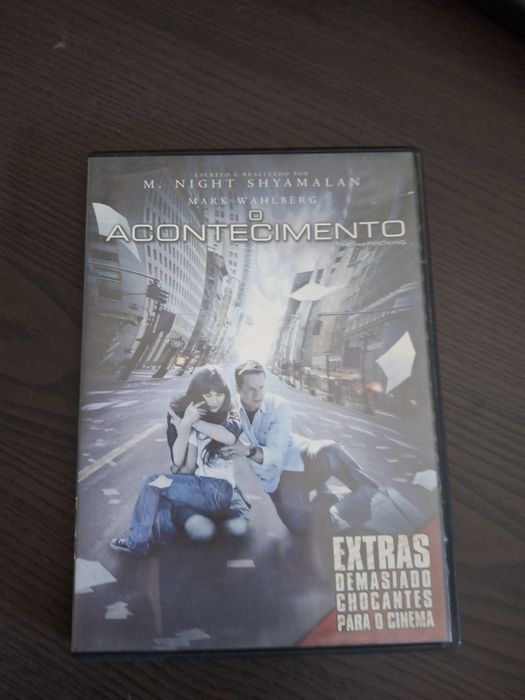 ESCRITO E REALIZADO POR
M. NIGHT SHYAMALAN
MARK WAHLBERG
O
ACONTECIMENTO
THE HAPPENING
EXTRAS
DEMASIADO
CHOCANTES
PARA O CINEMA